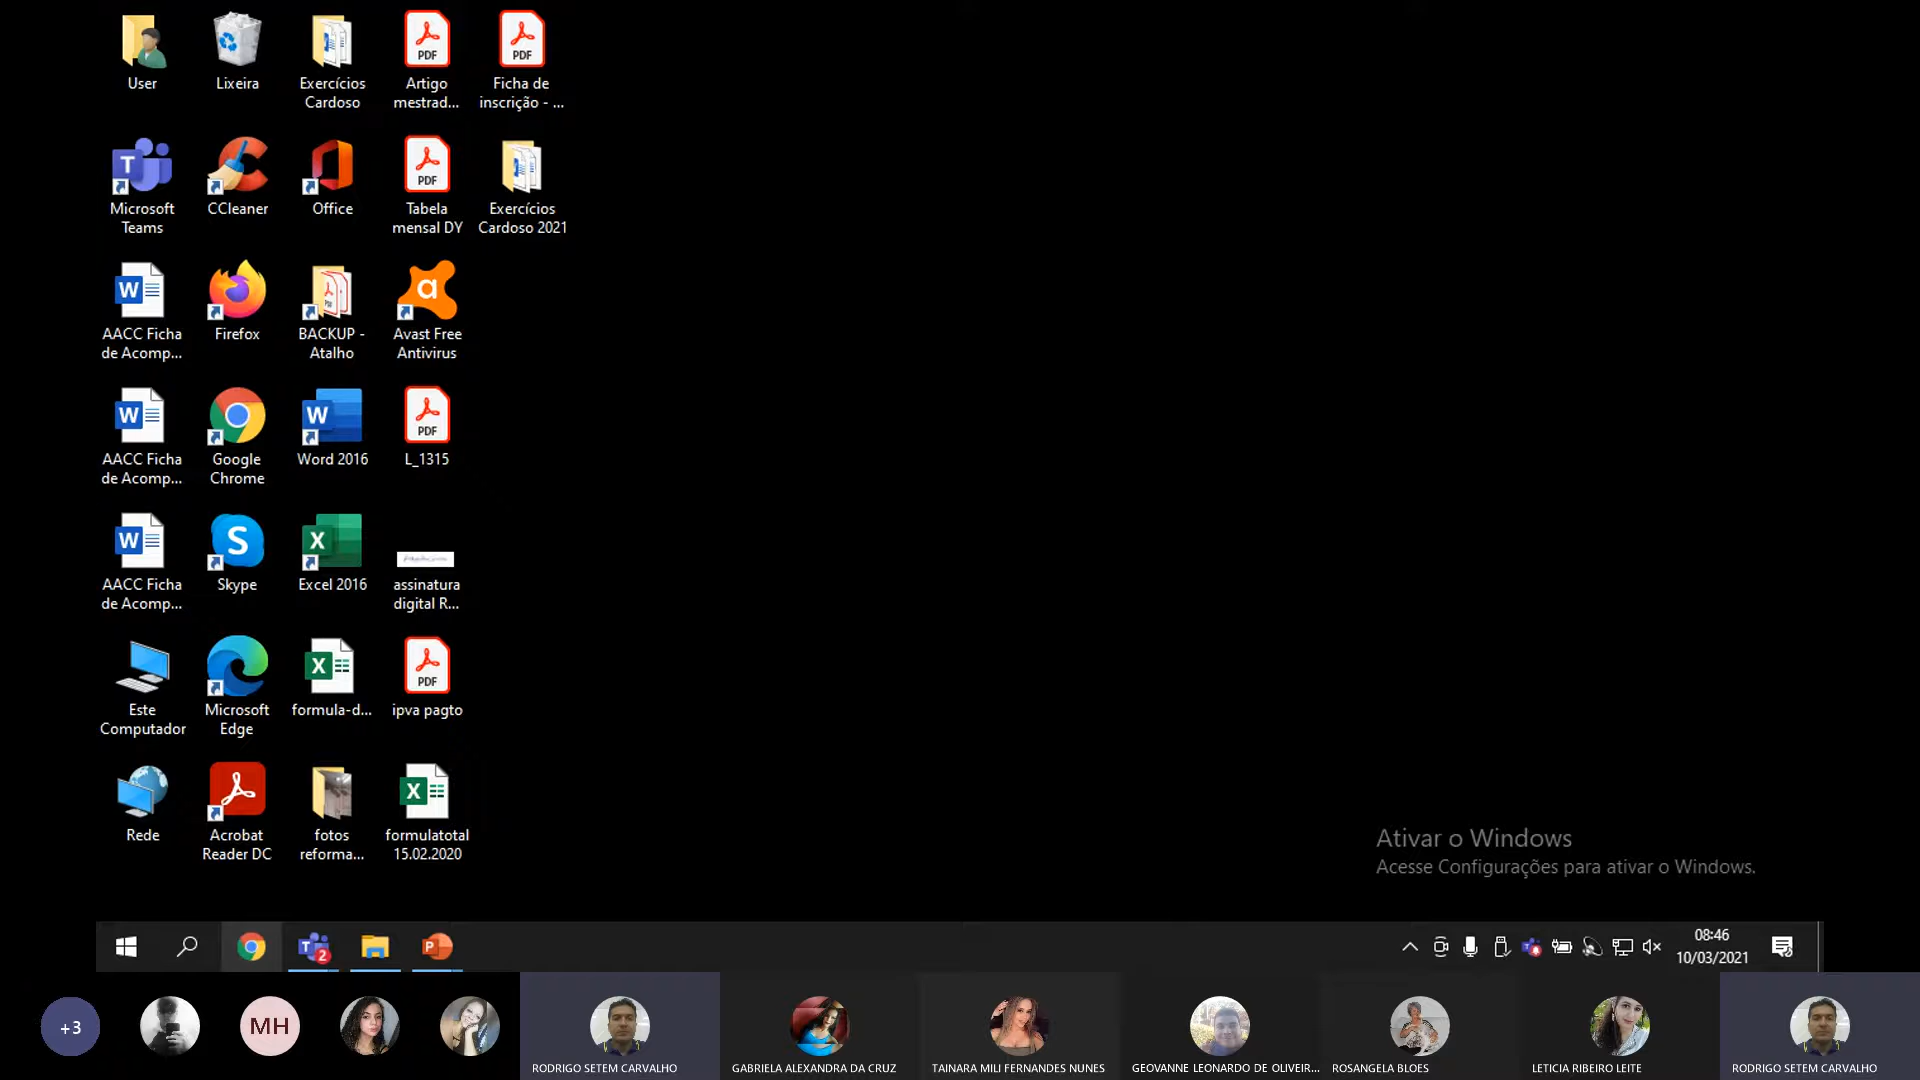 User
Lixeira
Exercícios
Cardoso
Artigo
mestrad...
Ficha de
inscrição - ...
Microsoft
Teams
CCleaner
Office
Tabela
mensal DY
Exercícios
Cardoso 2021
AACC Ficha
de Acomp...
Firefox
BACKUP -
Atalho
Avast Free
Antivirus
AACC Ficha
de Acomp...
Google
Chrome
Word 2016
L_1315
AACC Ficha
de Acomp...
Skype
Excel 2016
assinatura
digital R...
Este
Computador
Microsoft
Edge
formula-d...
ipva pagto
Rede
Acrobat
Reader DC
fotos
reforma...
formulatotal
15.02.2020
Ativar o Windows
Acesse Configurações para ativar o Windows.
08:46
10/03/2021
+3
MH
RODRIGO SETEM CARVALHO
GABRIELA ALEXANDRA DA CRUZ
TAINARA MILI FERNANDES NUNES
GEOVANNE LEONARDO DE OLIVEIR...
ROSANGELA BLOES
LETICIA RIBEIRO LEITE
RODRIGO SETEM CARVALHO